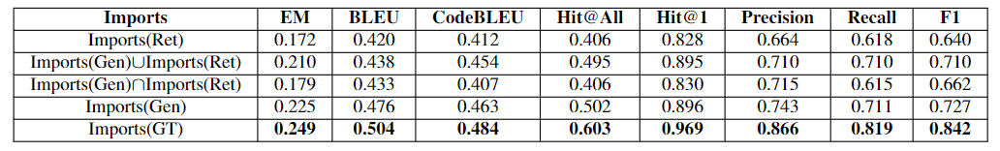 Imports EM BLEU CodeBLEU Hit@All Hit@1 Precision Recall F1
Imports(Ret) 0.172 0.420 0.412 0.406 0.828 0.664 0.618 0.640
Imports(Gen)∪Imports(Ret) 0.210 0.438 0.454 0.495 0.895 0.710 0.710 0.710
Imports(Gen)∩Imports(Ret) 0.179 0.433 0.407 0.406 0.830 0.715 0.615 0.662
Imports(Gen) 0.225 0.476 0.463 0.502 0.896 0.743 0.711 0.727
Imports(GT) 0.249 0.504 0.484 0.603 0.969 0.866 0.819 0.842